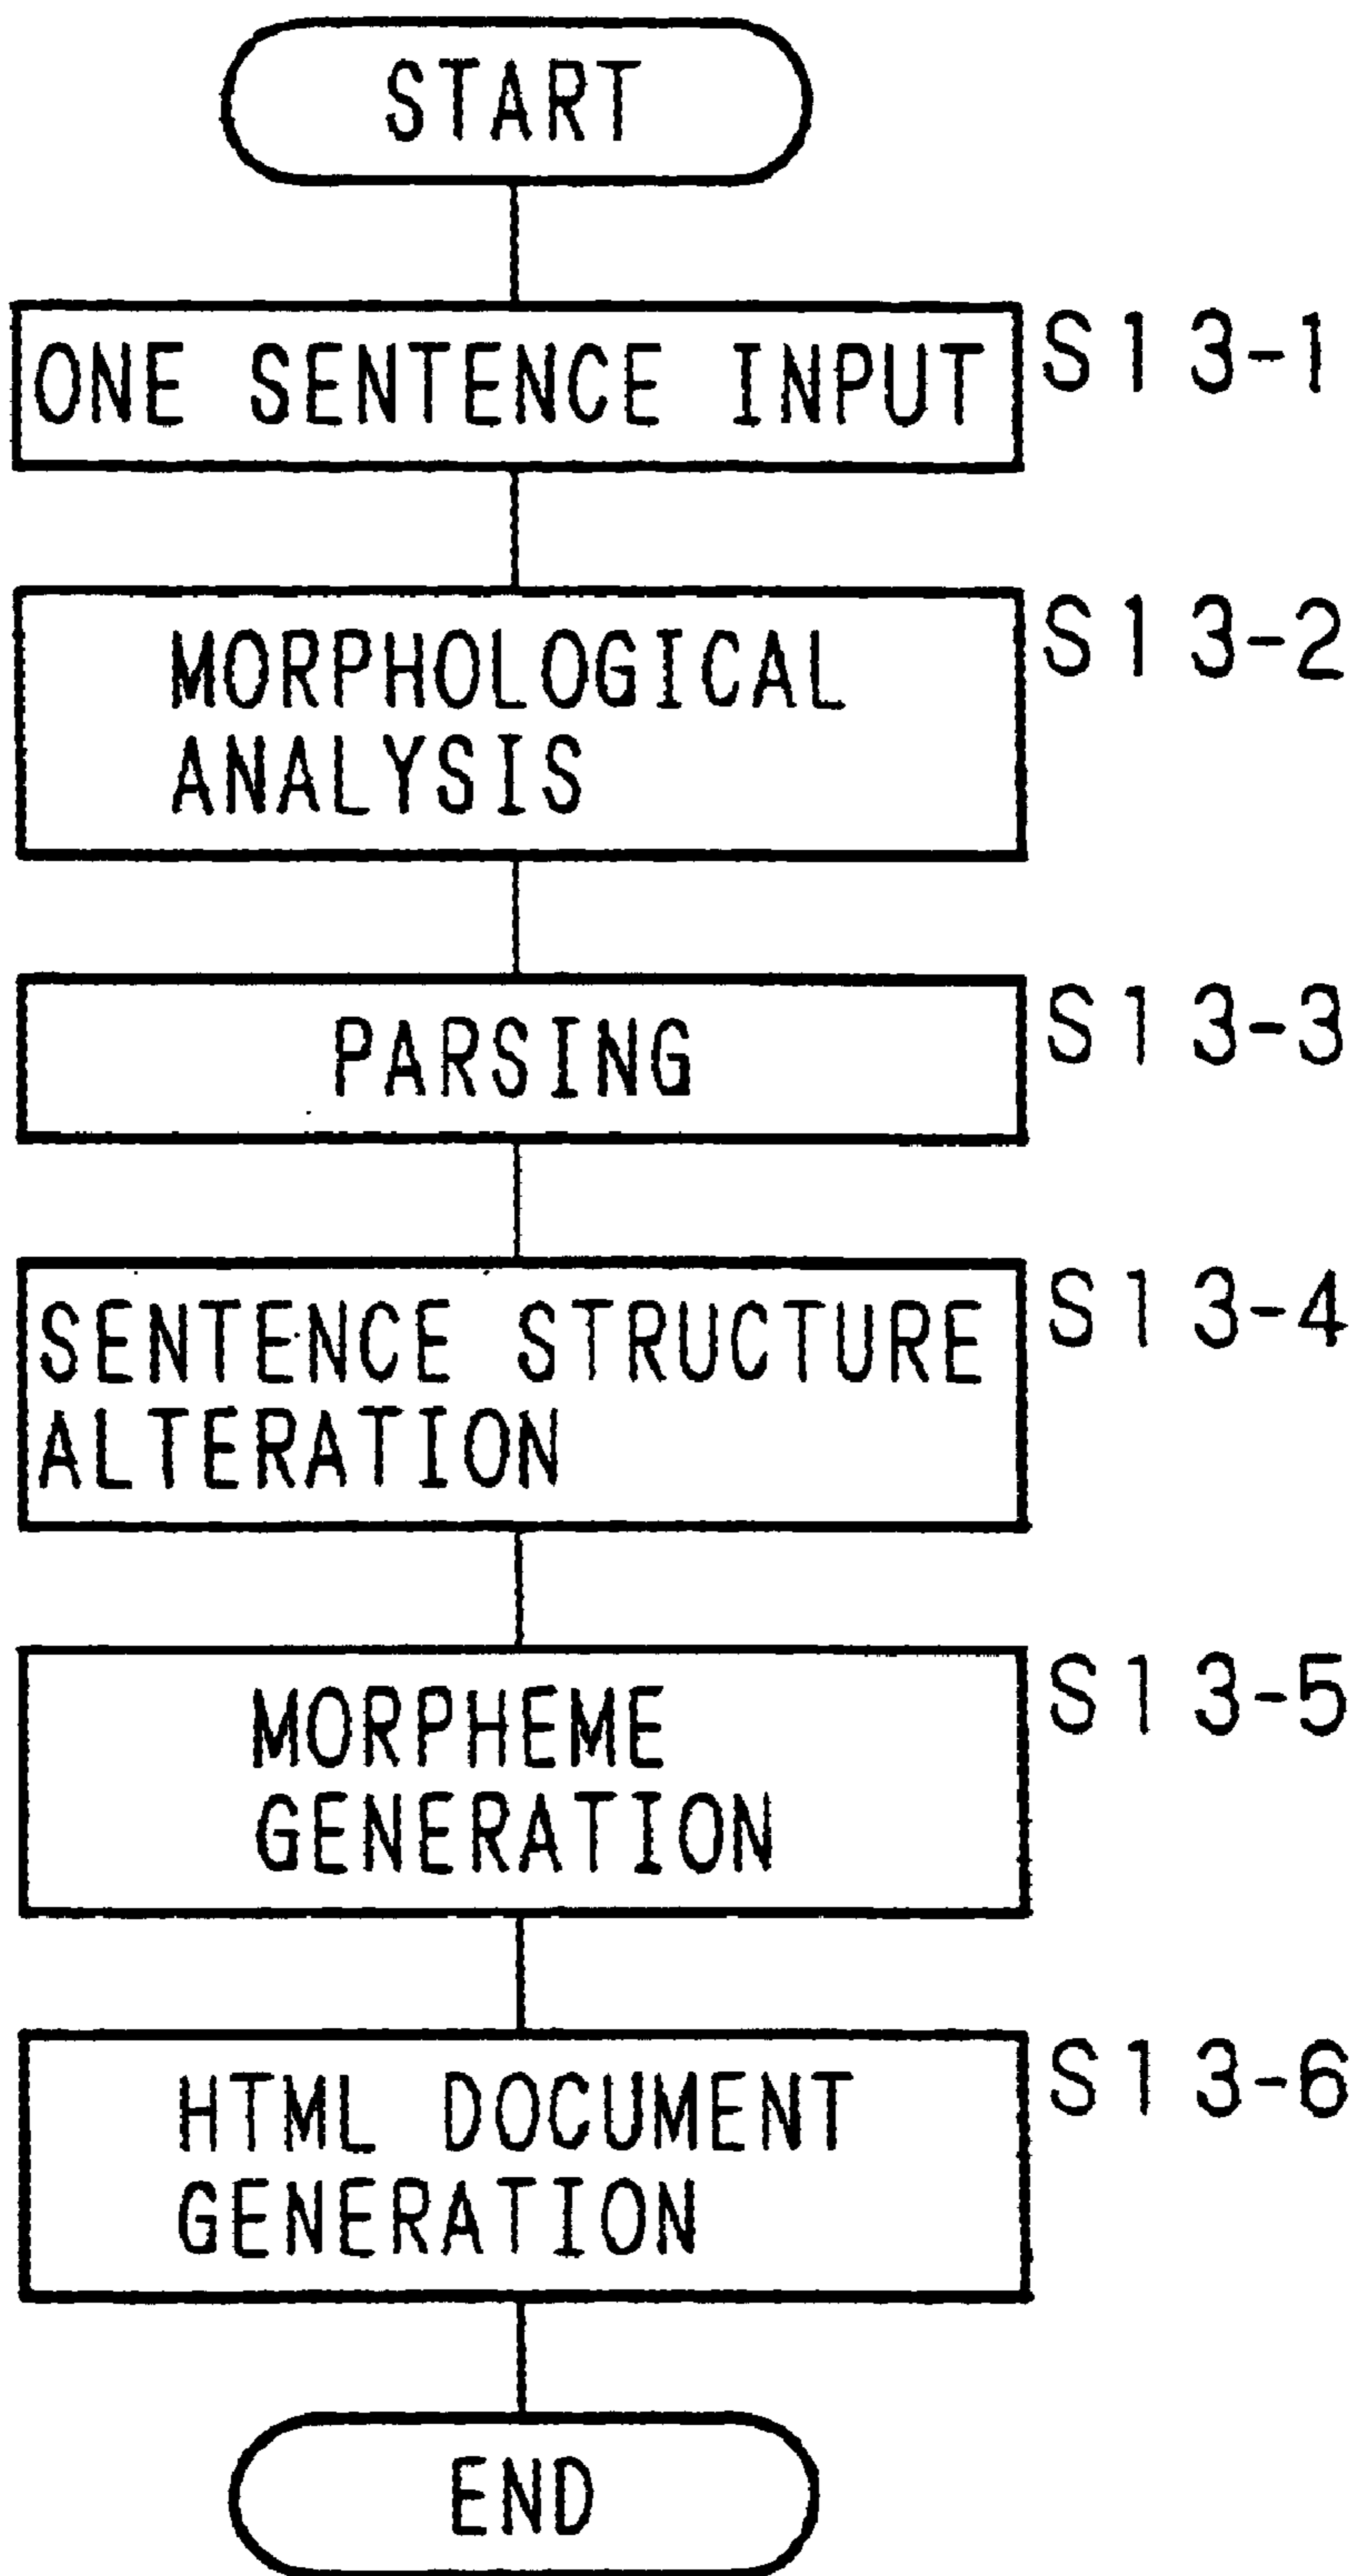 START
ONE SENTENCE INPUT S13-1
MORPHOLOGICAL S13-2
ANALYSIS
PARSING S13-3
SENTENCE STRUCTURE S13-4
ALTERATION
MORPHEME S13-5
GENERATION
HTML DOCUMENT S13-6
GENERATION
END